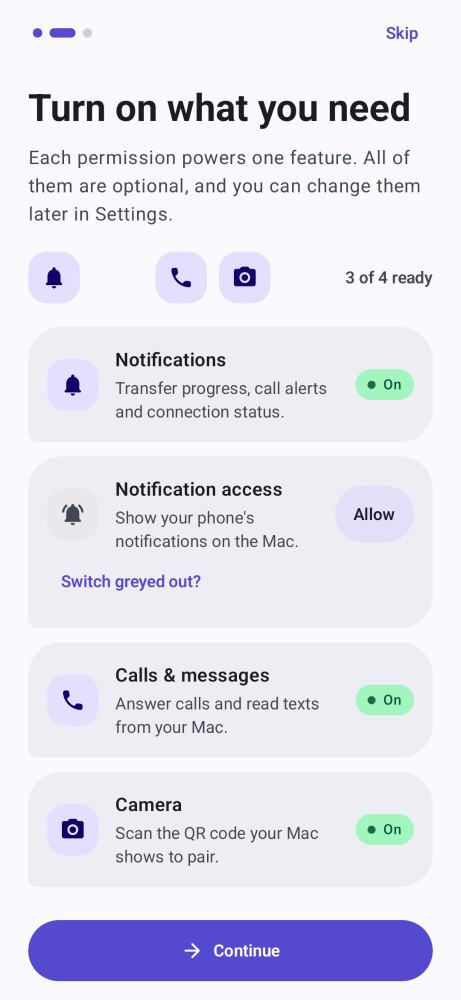 Skip
Turn on what you need
Each permission powers one feature. All of
them are optional, and you can change them
later in Settings.
3 of 4 ready
Notifications
Transfer progress, call alerts
and connection status.
On
Notification access
Show your phone's
notifications on the Mac.
Allow
Switch greyed out?
Calls & messages
Answer calls and read texts
from your Mac.
On
Camera
Scan the QR code your Mac
shows to pair.
On
Continue